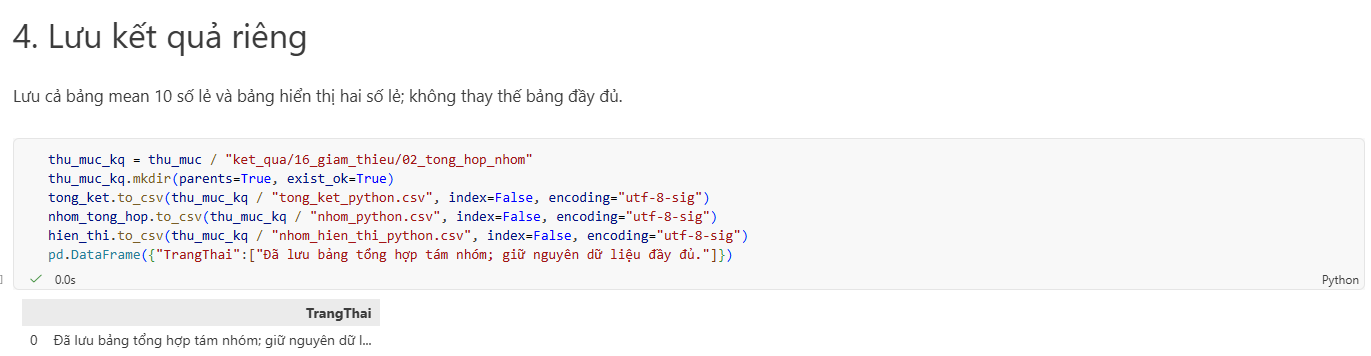 4. Lưu kết quả riêng
Lưu cả bảng mean 10 số lẻ và bảng hiển thị hai số lẻ; không thay thế bảng đầy đủ.
thu_muc_kq = thu_muc / "ket_qua/16_giam_thieu/02_tong_hop_nhom"
thu_muc_kq.mkdir(parents=True, exist_ok=True)
tong_ket.to_csv(thu_muc_kq / "tong_ket_python.csv", index=False, encoding="utf-8-sig")
nhom_tong_hop.to_csv(thu_muc_kq / "nhom_python.csv", index=False, encoding="utf-8-sig")
hien_thi.to_csv(thu_muc_kq / "nhom_hien_thi_python.csv", index=False, encoding="utf-8-sig")
pd.DataFrame({"TrangThai":["Đã lưu bảng tổng hợp tám nhóm; giữ nguyên dữ liệu đầy đủ."]})
] ✓ 0.0s Python
TrangThai
0 Đã lưu bảng tổng hợp tám nhóm; giữ nguyên dữ l...